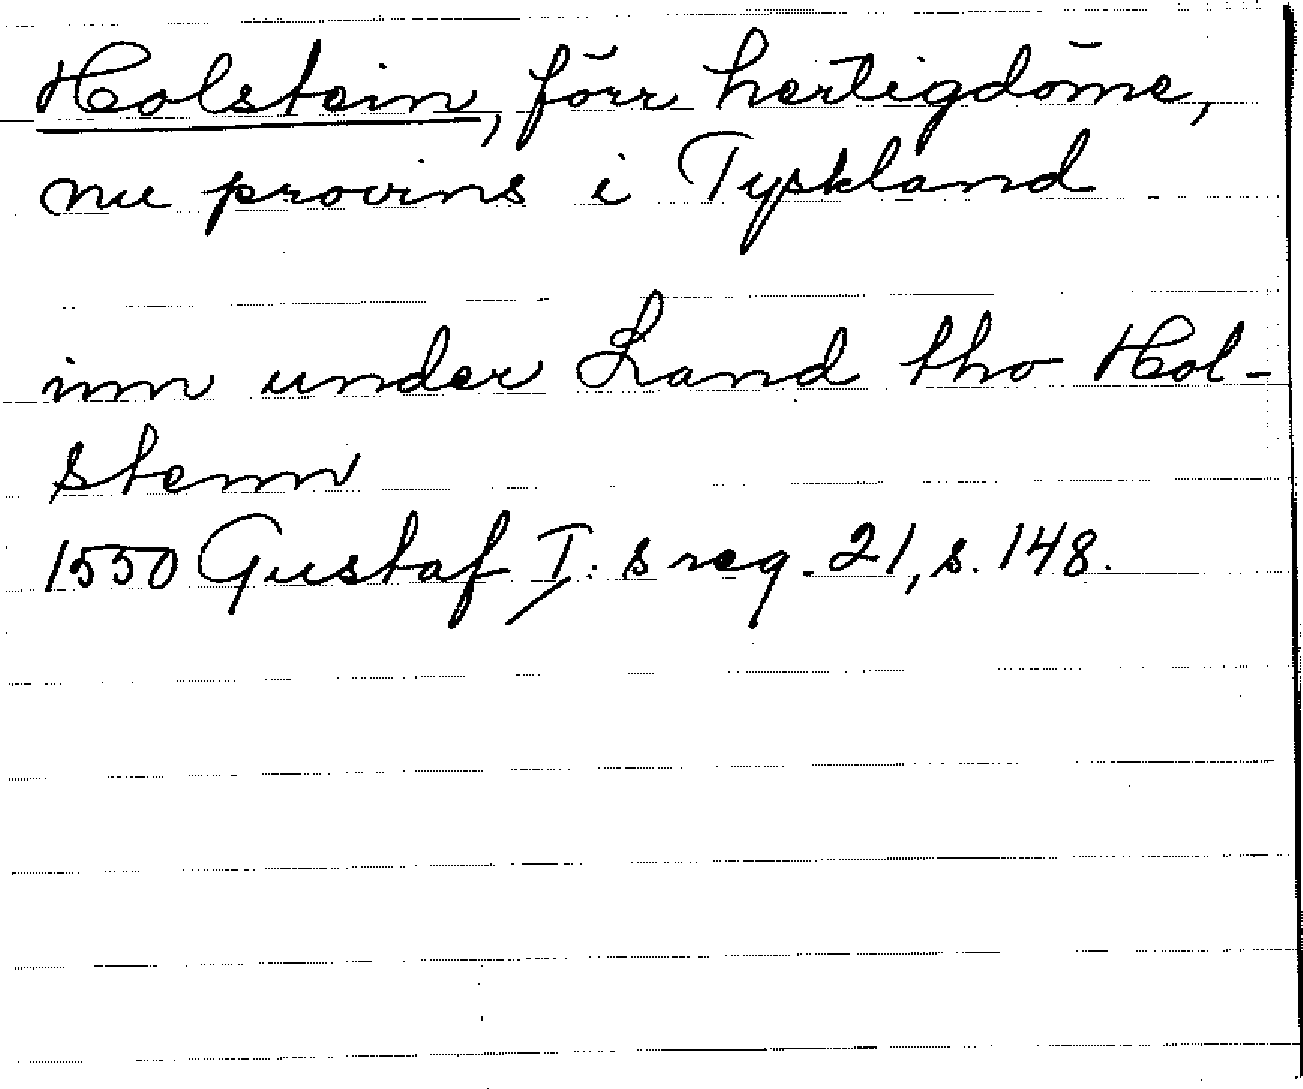 Holstein, förr hertigdöme,
nu provins i Tyskland
inn under Land tho Hol-
stenn
1550 Gustaf I:s reg. 21, s. 148.